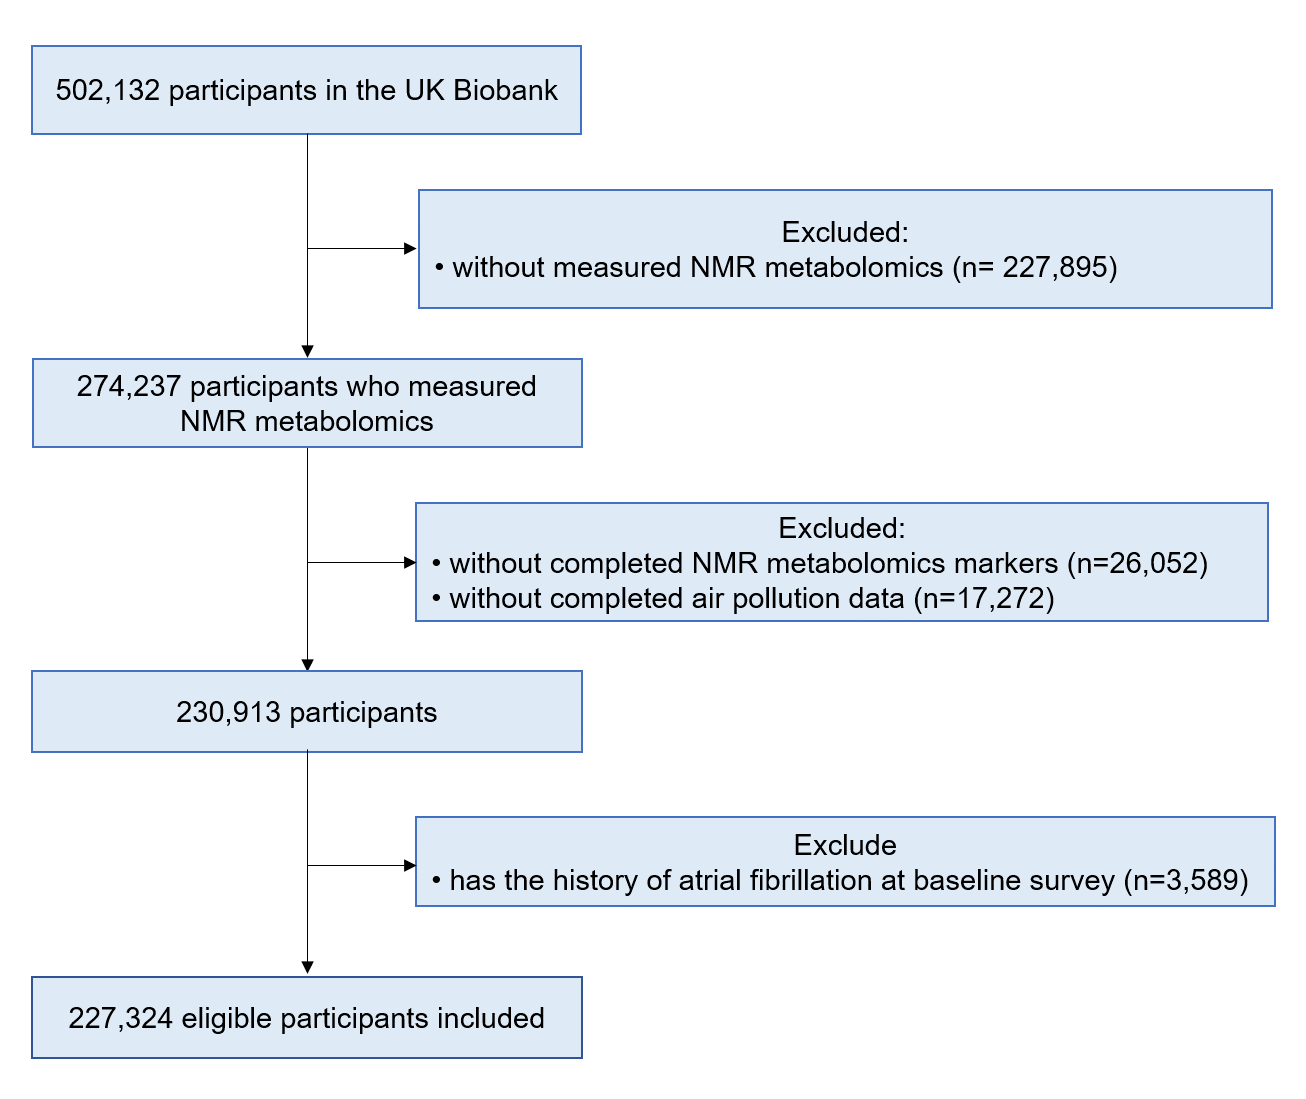 502,132 participants in the UK Biobank
Excluded:
• without measured NMR metabolomics (n= 227,895)
274,237 participants who measured
NMR metabolomics
Excluded:
• without completed NMR metabolomics markers (n=26,052)
• without completed air pollution data (n=17,272)
230,913 participants
Exclude
• has the history of atrial fibrillation at baseline survey (n=3,589)
227,324 eligible participants included